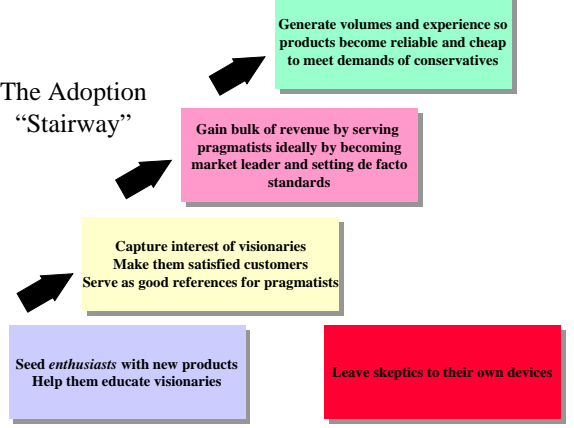 Generate volumes and experience so
products become reliable and cheap
to meet demands of conservatives
The Adoption
“Stairway”
Gain bulk of revenue by serving
pragmatists ideally by becoming
market leader and setting de facto
standards
Capture interest of visionaries
Make them satisfied customers
Serve as good references for pragmatists
Seed enthusiasts with new products
Help them educate visionaries
Leave skeptics to their own devices